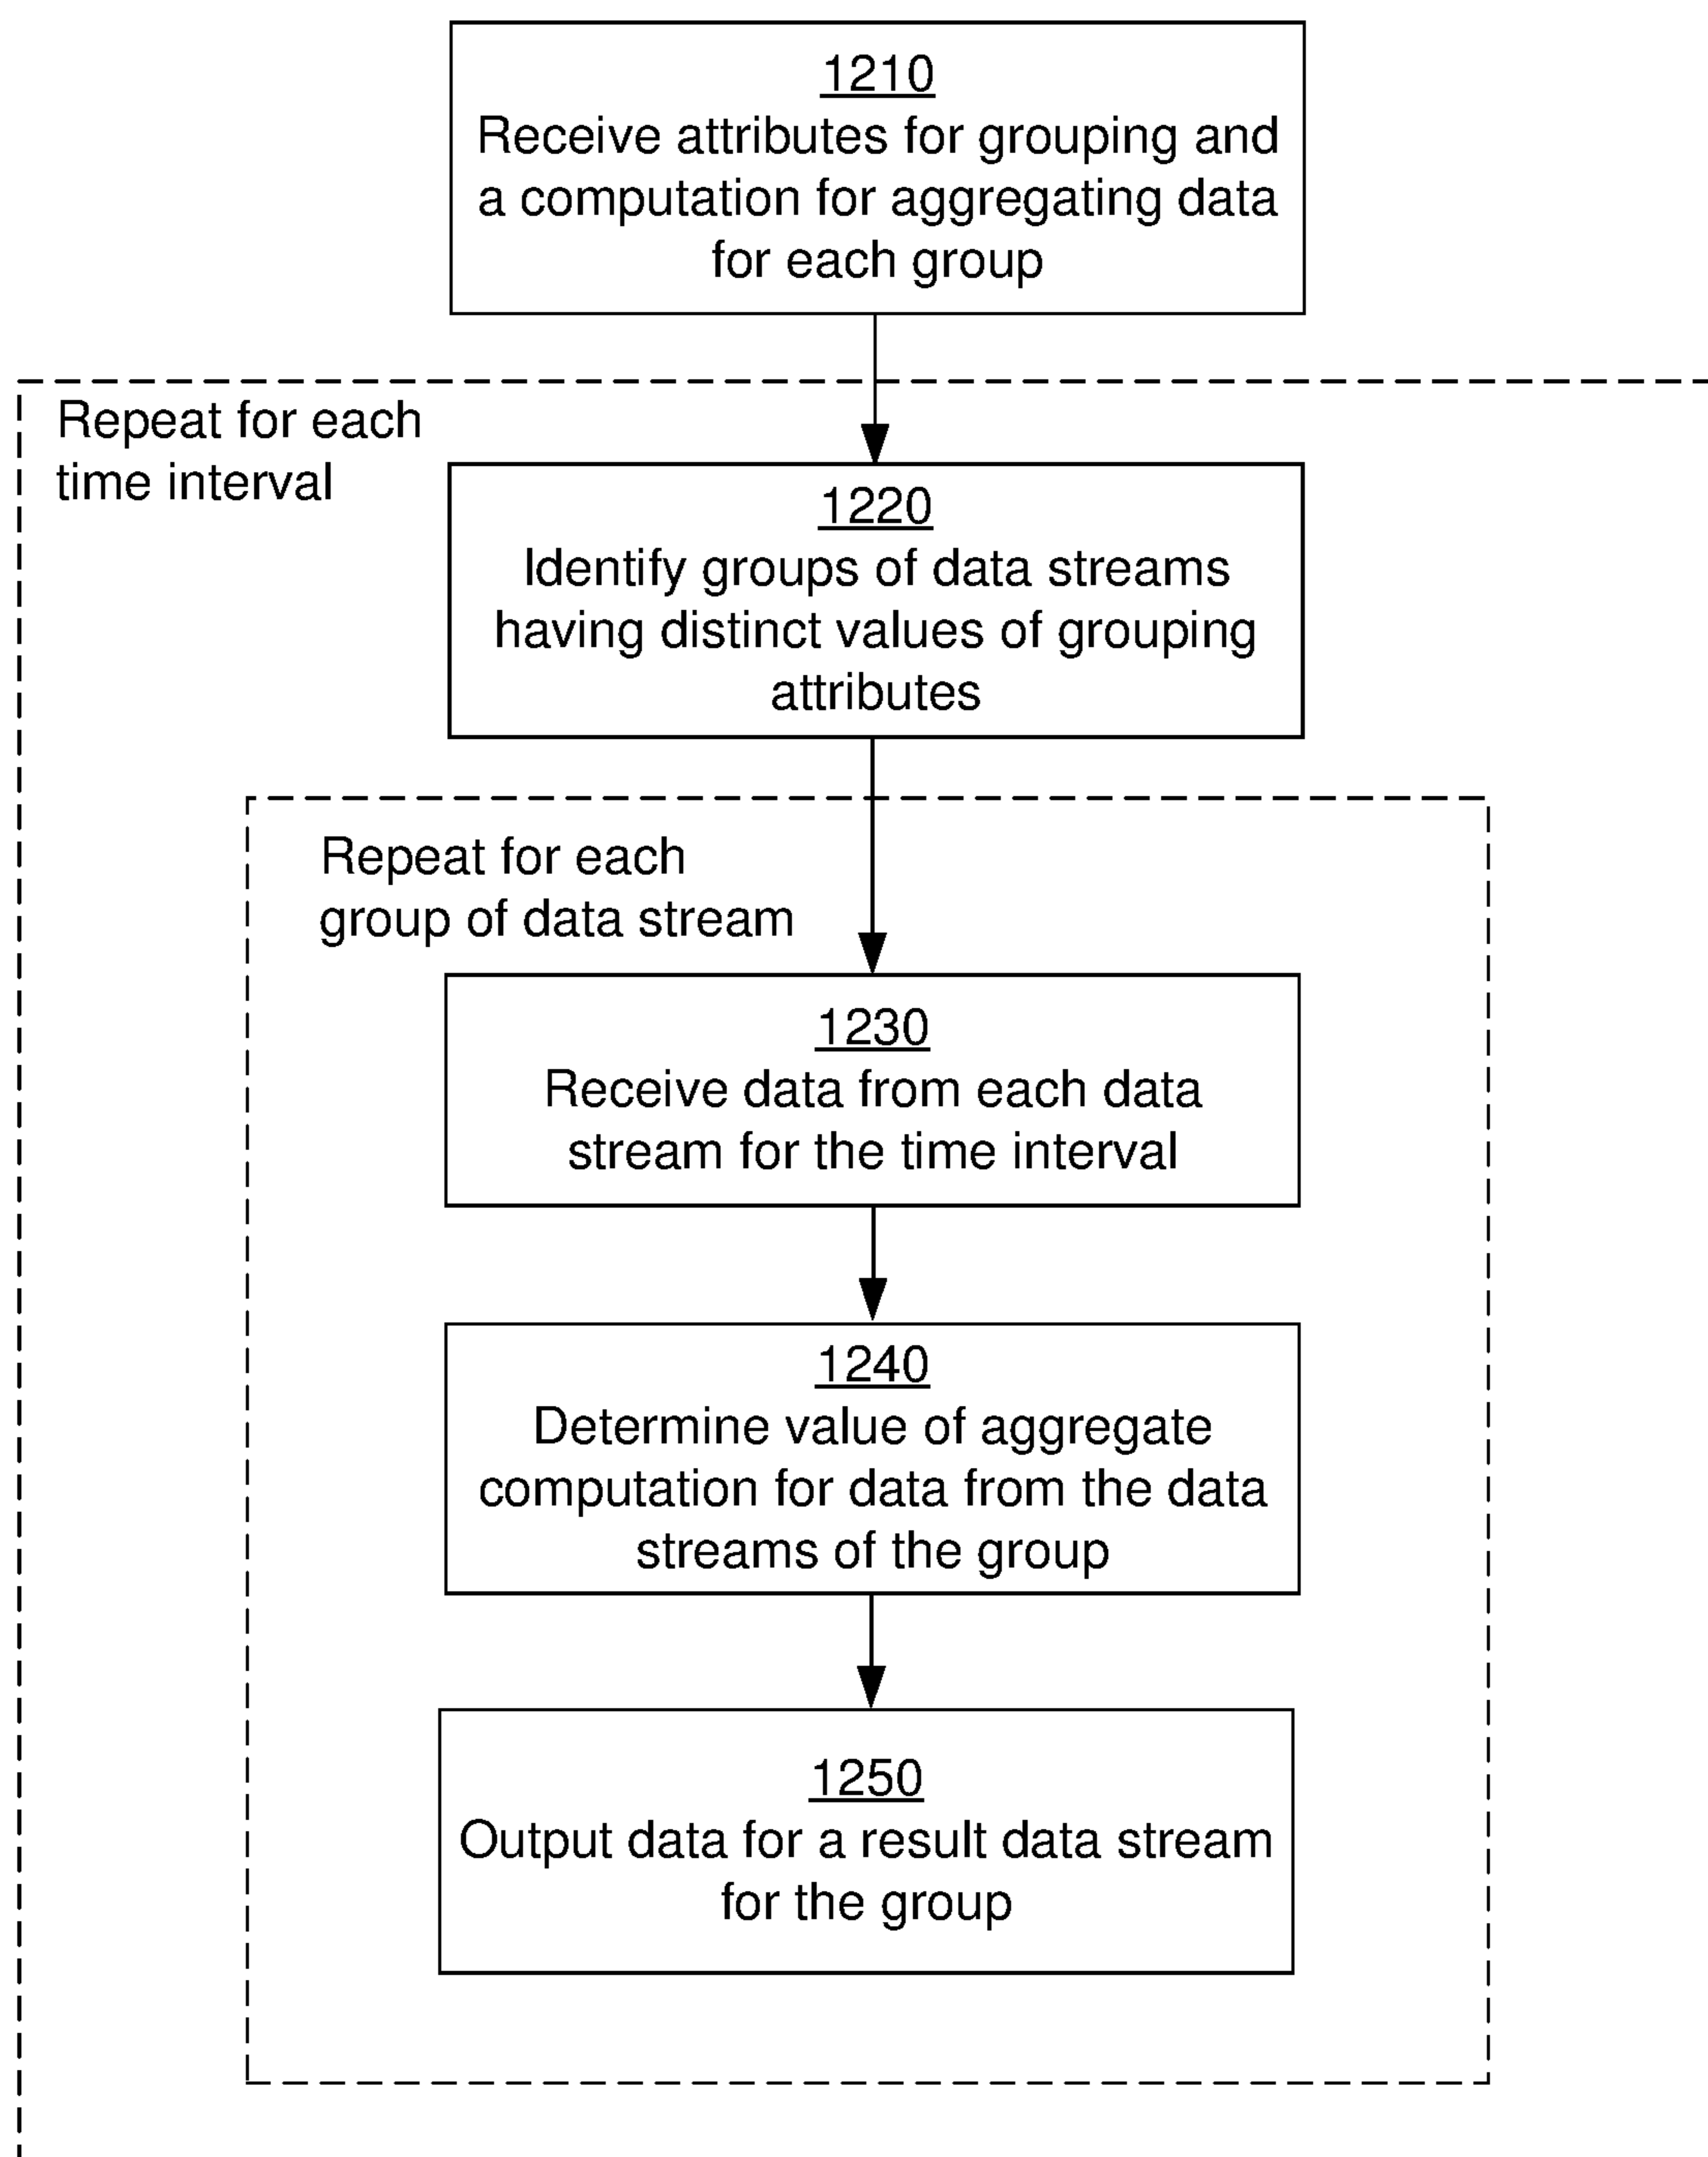 1210
Receive attributes for grouping and
a computation for aggregating data
for each group
Repeat for each
time interval
1220
Identify groups of data streams
having distinct values of grouping
attributes
Repeat for each
group of data stream
1230
Receive data from each data
stream for the time interval
1240
Determine value of aggregate
computation for data from the data
streams of the group
1250
Output data for a result data stream
for the group